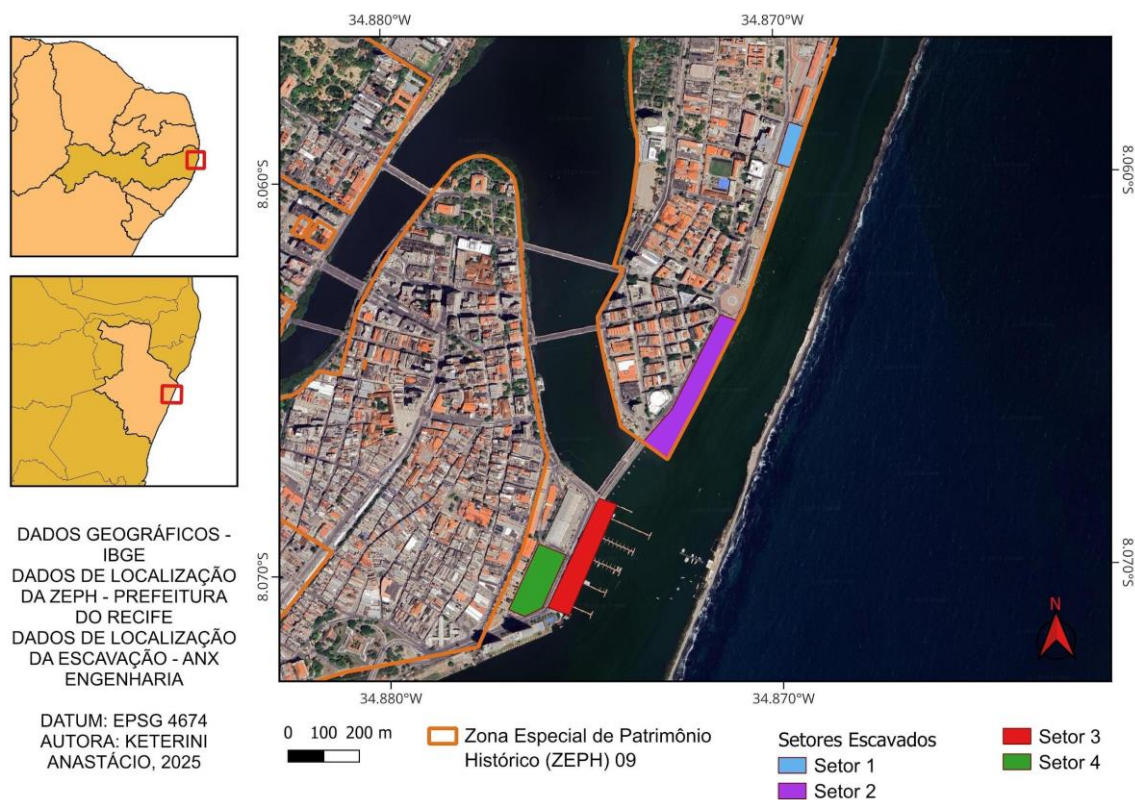 34.880°W
34.870°W
8.060°S
8.060°S
8.070°S
8.070°S
N
34.880°W
34.870°W
DADOS GEOGRÁFICOS -
IBGE
DADOS DE LOCALIZAÇÃO
DA ZEPH - PREFEITURA
DO RECIFE
DADOS DE LOCALIZAÇÃO
DA ESCAVAÇÃO - ANX
ENGENHARIA
DATUM: EPSG 4674
AUTORA: KETERINI
ANASTÁCIO, 2025
0 100 200 m
Zona Especial de Patrimônio
Histórico (ZEPH) 09
Setores Escavados
Setor 1
Setor 2
Setor 3
Setor 4